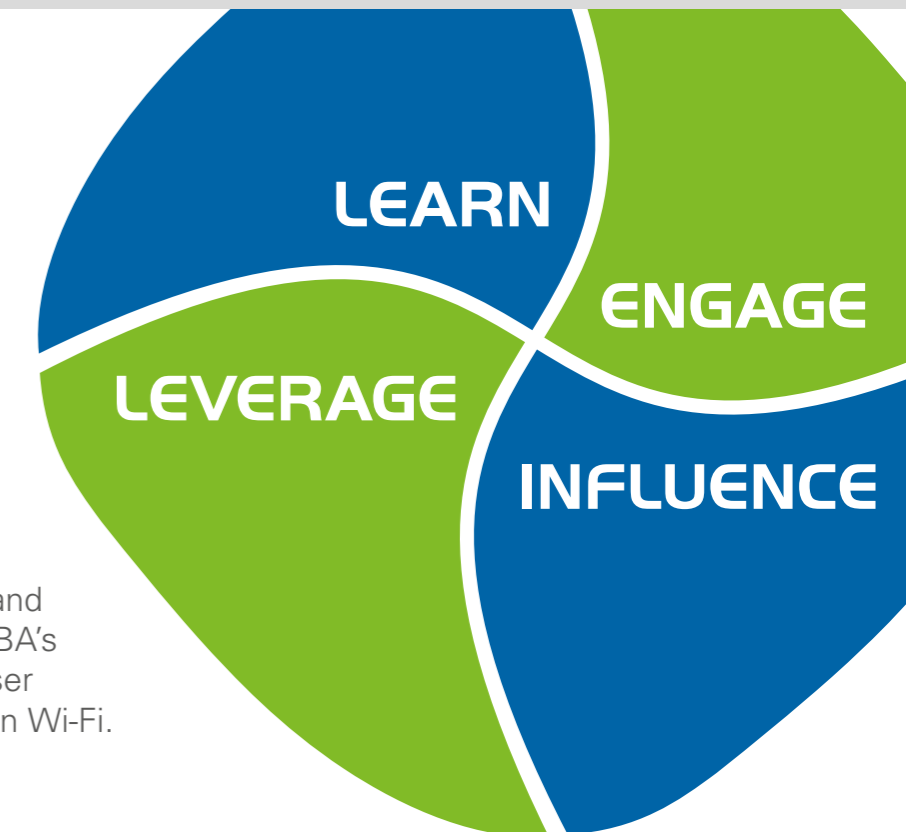 LEARN
ENGAGE
LEVERAGE
INFLUENCE
and
BA's
ser
n Wi-Fi.